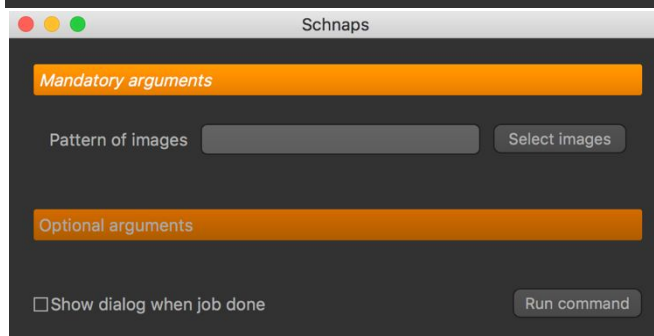 Schnaps
Mandatory arguments
Pattern of images Select images
Optional arguments
Show dialog when job done Run command